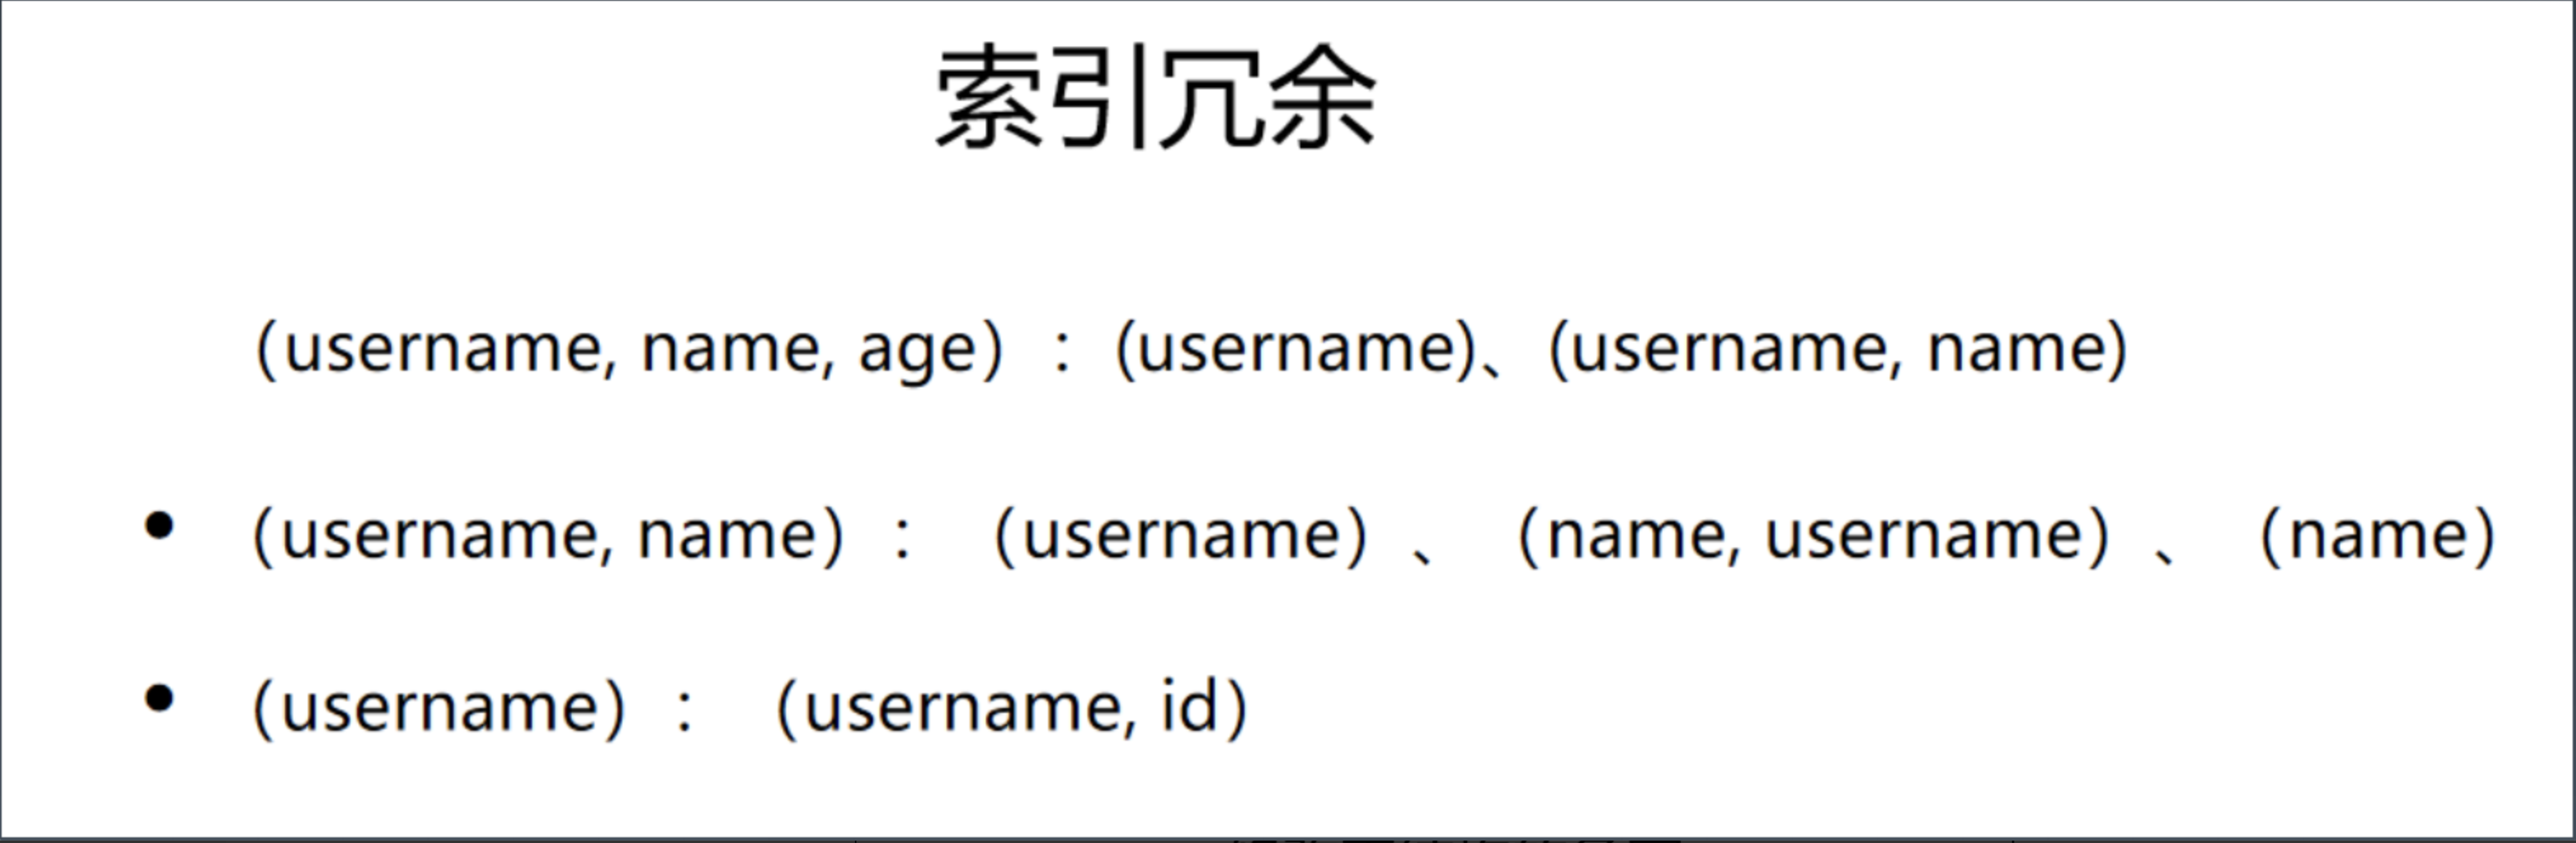 索引冗余
(username, name, age) : (username)、(username, name)
• (username, name) : (username) 、 (name, username) 、 (name)
• (username) : (username, id)